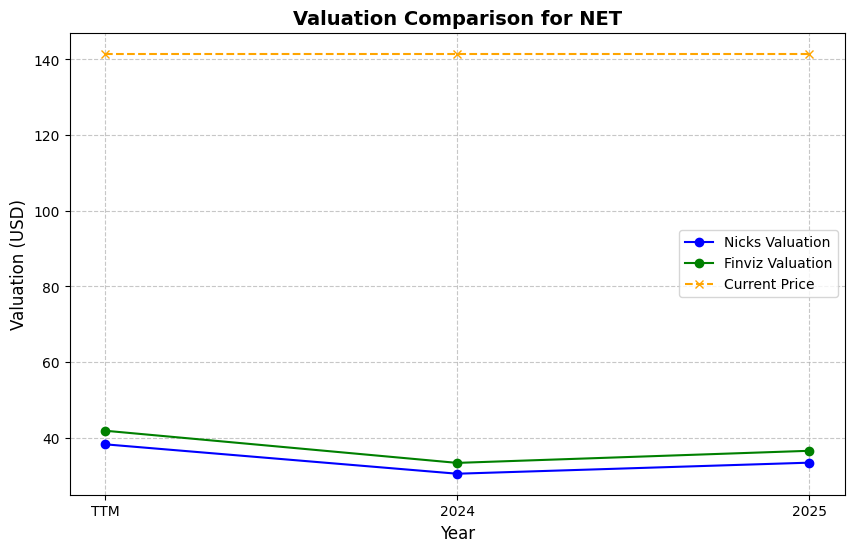 Valuation Comparison for NET
Valuation (USD)
140
120
100
80
60
40
Nicks Valuation
Finviz Valuation
Current Price
TTM
2024
2025
Year